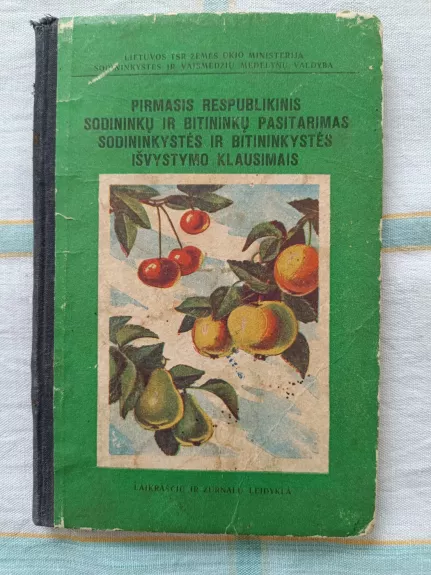 LIETUVOS TSR ŽEMĖS ŪKIO MINISTERIJA
SODININKYSTĖS IR VAISMEDŽIŲ MEDELYNŲ VALDYBA
PIRMASIS RESPUBLIKINIS
SODININKŲ IR BITININKŲ PASITARIMAS
SODININKYSTĖS IR BITININKYSTĖS
IŠVYSTYMO KLAUSIMAIS
LAIKRAŠČIŲ IR ŽURNALŲ LEIDYKLA